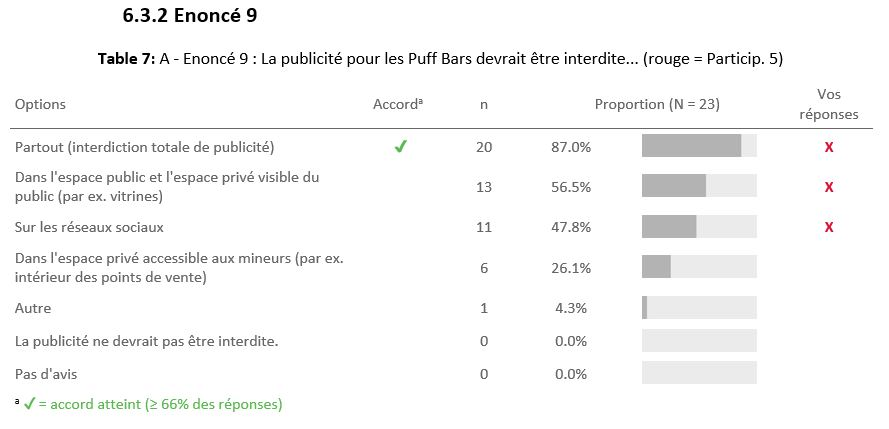 6.3.2 Enoncé 9
Table 7: A - Enoncé 9 : La publicité pour les Puff Bars devrait être interdite... (rouge = Particip. 5)
Options Accordᵃ n Proportion (N = 23) Vos réponses
Partout (interdiction totale de publicité) ✓ 20 87.0% X
Dans l'espace public et l'espace privé visible du
public (par ex. vitrines) 13 56.5% X
Sur les réseaux sociaux 11 47.8% X
Dans l'espace privé accessible aux mineurs (par ex.
intérieur des points de vente) 6 26.1%
Autre 1 4.3%
La publicité ne devrait pas être interdite. 0 0.0%
Pas d'avis 0 0.0%
ᵃ ✓ = accord atteint (≥ 66% des réponses)